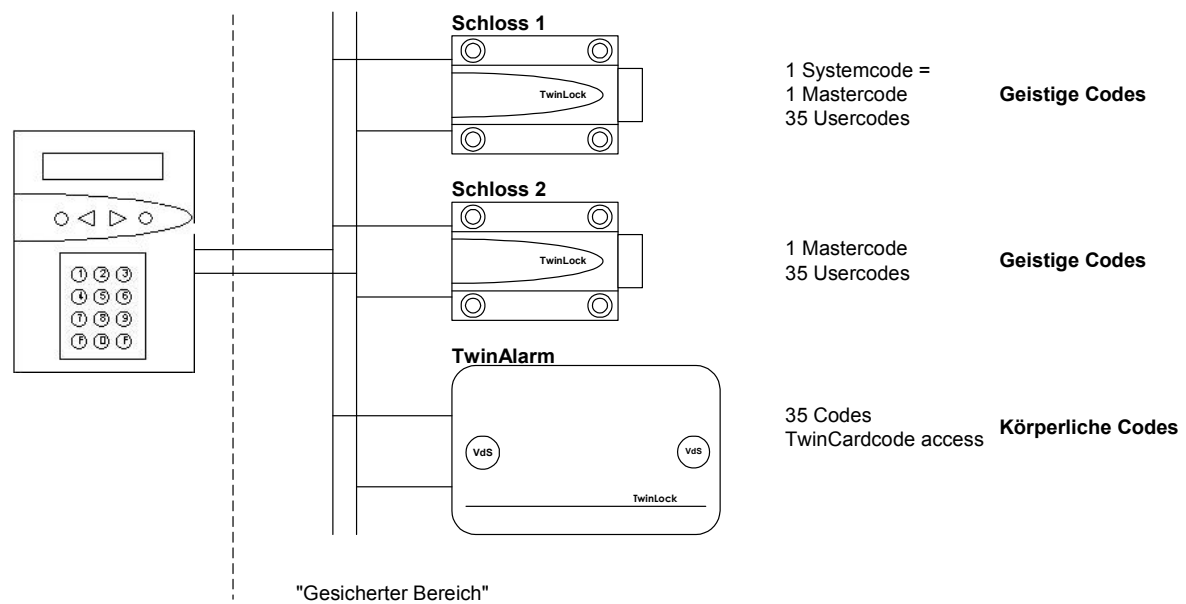 Schloss 1
TwinLock
1 Systemcode =
1 Mastercode
35 Usercodes
Geistige Codes
Schloss 2
TwinLock
1 Mastercode
35 Usercodes
Geistige Codes
1 2 3
4 5 6
7 8 9
F 0 F
TwinAlarm
VdS
VdS
TwinLock
35 Codes
TwinCardcode access
Körperliche Codes
"Gesicherter Bereich"